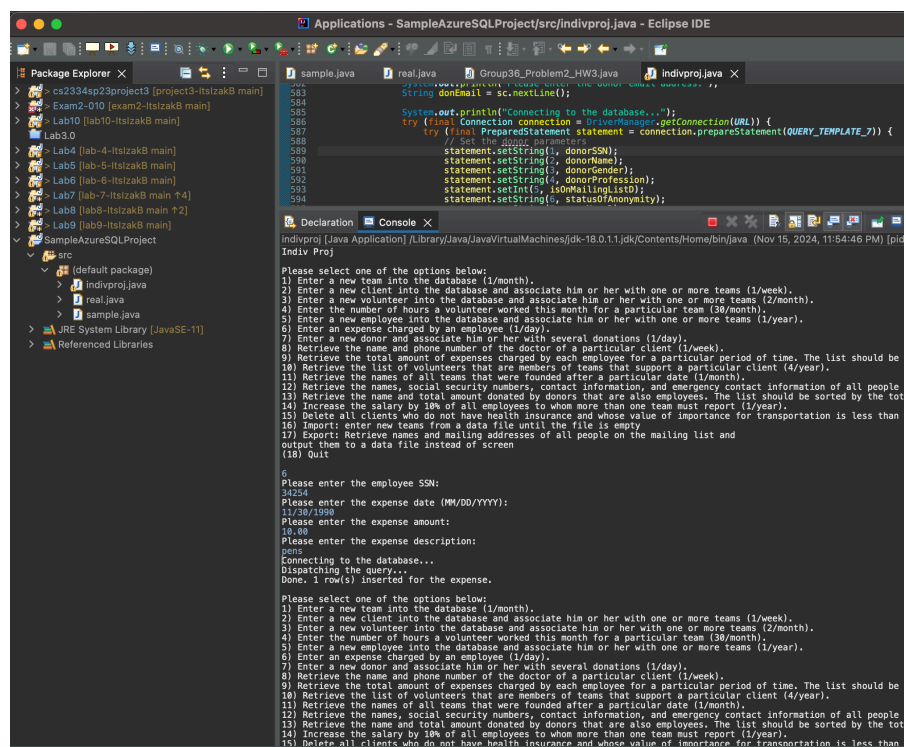 Applications - SampleAzureSQLProject/src/indivproj.java - Eclipse IDE
Package Explorer
> cs2334sp23project3 [project3-ItsIzakB main]
> Exam2-010 [exam2-ItsIzakB main]
> Lab10 [lab10-ItsIzakB main]
Lab3.0
> Lab4 [lab-4-ItsIzakB main]
> Lab5 [lab-5-ItsIzakB main]
> Lab6 [lab-6-ItsIzakB main]
> Lab7 [lab-7-ItsIzakB main ↑4]
> Lab8 [lab8-ItsIzakB main ↑2]
> Lab9 [lab9-ItsIzakB main]
SampleAzureSQLProject
src
(default package)
indivproj.java
real.java
sample.java
JRE System Library [JavaSE-11]
Referenced Libraries
sample.java real.java Group36_Problem2_HW3.java indivproj.java
System.out.println("Please enter the donor email address:");
583 String donEmail = sc.nextLine();
584
585 System.out.println("Connecting to the database...");
586 try (final Connection connection = DriverManager.getConnection(URL)) {
587 try (final PreparedStatement statement = connection.prepareStatement(QUERY_TEMPLATE_7)) {
588 // Set the donor parameters
589 statement.setString(1, donorSSN);
590 statement.setString(2, donorName);
591 statement.setString(3, donorGender);
592 statement.setString(4, donorProfession);
593 statement.setInt(5, isOnMailingListD);
594 statement.setString(6, statusOfAnonymity);
Declaration Console
indivproj [Java Application] /Library/Java/JavaVirtualMachines/jdk-18.0.1.1.jdk/Contents/Home/bin/java (Nov 15, 2024, 11:54:46 PM) [pid
Indiv Proj
Please select one of the options below:
1) Enter a new team into the database (1/month).
2) Enter a new client into the database and associate him or her with one or more teams (1/week).
3) Enter a new volunteer into the database and associate him or her with one or more teams (2/month).
4) Enter the number of hours a volunteer worked this month for a particular team (30/month).
5) Enter a new employee into the database and associate him or her with one or more teams (1/year).
6) Enter an expense charged by an employee (1/day).
7) Enter a new donor and associate him or her with several donations (1/day).
8) Retrieve the name and phone number of the doctor of a particular client (1/week).
9) Retrieve the total amount of expenses charged by each employee for a particular period of time. The list should be
10) Retrieve the list of volunteers that are members of teams that support a particular client (4/year).
11) Retrieve the names of all teams that were founded after a particular date (1/month).
12) Retrieve the names, social security numbers, contact information, and emergency contact information of all people
13) Retrieve the name and total amount donated by donors that are also employees. The list should be sorted by the tot
14) Increase the salary by 10% of all employees to whom more than one team must report (1/year).
15) Delete all clients who do not have health insurance and whose value of importance for transportation is less than
16) Import: enter new teams from a data file until the file is empty
17) Export: Retrieve names and mailing addresses of all people on the mailing list and
output them to a data file instead of screen
(18) Quit
6
Please enter the employee SSN:
34254
Please enter the expense date (MM/DD/YYYY):
11/30/1990
Please enter the expense amount:
10.00
Please enter the expense description:
pens
Connecting to the database...
Dispatching the query...
Done. 1 row(s) inserted for the expense.
Please select one of the options below:
1) Enter a new team into the database (1/month).
2) Enter a new client into the database and associate him or her with one or more teams (1/week).
3) Enter a new volunteer into the database and associate him or her with one or more teams (2/month).
4) Enter the number of hours a volunteer worked this month for a particular team (30/month).
5) Enter a new employee into the database and associate him or her with one or more teams (1/year).
6) Enter an expense charged by an employee (1/day).
7) Enter a new donor and associate him or her with several donations (1/day).
8) Retrieve the name and phone number of the doctor of a particular client (1/week).
9) Retrieve the total amount of expenses charged by each employee for a particular period of time. The list should be
10) Retrieve the list of volunteers that are members of teams that support a particular client (4/year).
11) Retrieve the names of all teams that were founded after a particular date (1/month).
12) Retrieve the names, social security numbers, contact information, and emergency contact information of all people
13) Retrieve the name and total amount donated by donors that are also employees. The list should be sorted by the tot
14) Increase the salary by 10% of all employees to whom more than one team must report (1/year).
15) Delete all clients who do not have health insurance and whose value of importance for transportation is less than